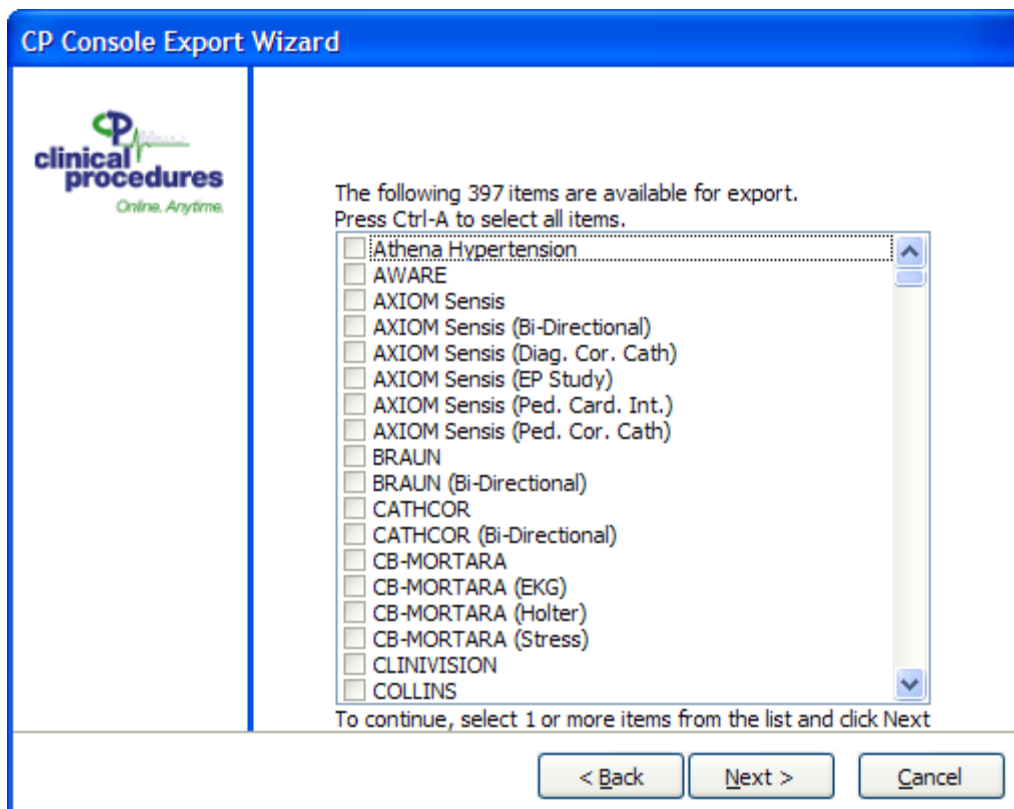 CP Console Export Wizard
CP
clinical
procedures
Online. Anytime.
The following 397 items are available for export.
Press Ctrl-A to select all items.
Athena Hypertension
AWARE
AXIOM Sensis
AXIOM Sensis (Bi-Directional)
AXIOM Sensis (Diag. Cor. Cath)
AXIOM Sensis (EP Study)
AXIOM Sensis (Ped. Card. Int.)
AXIOM Sensis (Ped. Cor. Cath)
BRAUN
BRAUN (Bi-Directional)
CATHCOR
CATHCOR (Bi-Directional)
CB-MORTARA
CB-MORTARA (EKG)
CB-MORTARA (Holter)
CB-MORTARA (Stress)
CLINIVISION
COLLINS
To continue, select 1 or more items from the list and click Next
< Back
Next >
Cancel